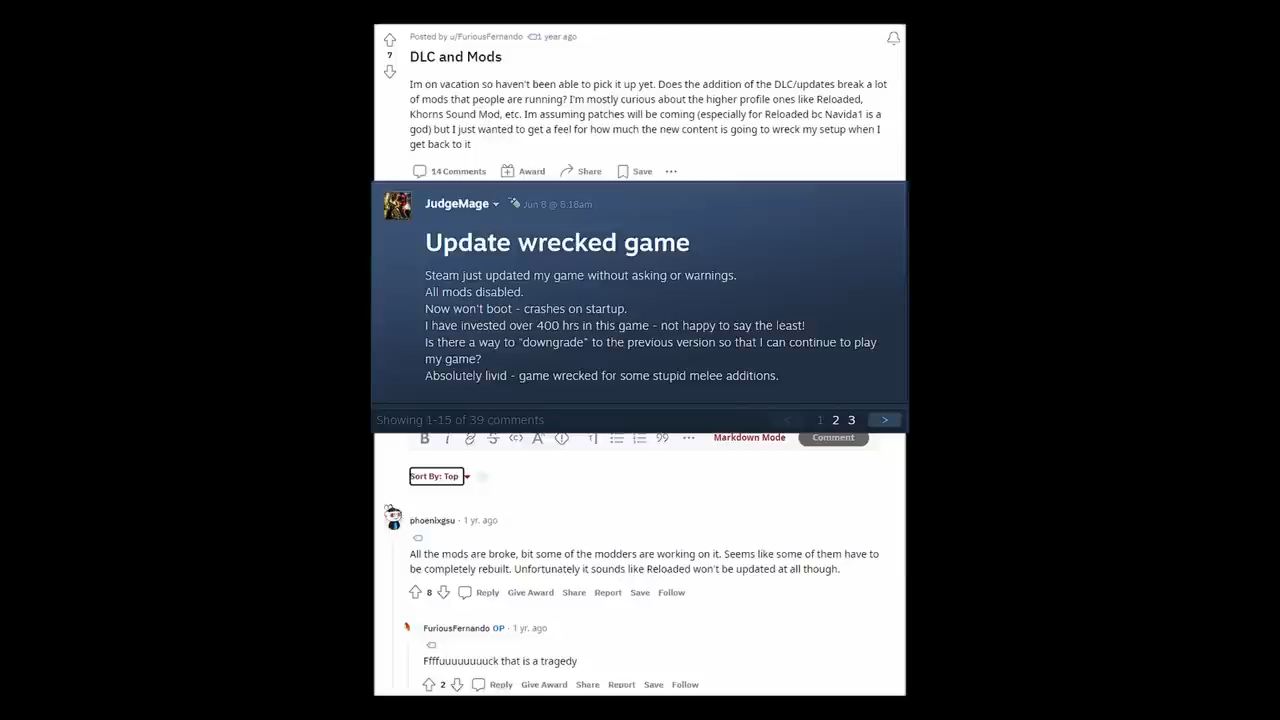 Posted by u/FuriousFernando 1 year ago
7
DLC and Mods
Im on vacation so haven't been able to pick it up yet. Does the addition of the DLC/updates break a lot
of mods that people are running? I'm mostly curious about the higher profile ones like Reloaded,
Khorns Sound Mod, etc. Im assuming patches will be coming (especially for Reloaded bc Navida1 is a
god) but I just wanted to get a feel for how much the new content is going to wreck my setup when I
get back to it
14 Comments Award Share Save ...
JudgeMage Jun 8 @ 8:18am
Update wrecked game
Steam just updated my game without asking or warnings.
All mods disabled.
Now won't boot - crashes on startup.
I have invested over 400 hrs in this game - not happy to say the least!
Is there a way to "downgrade" to the previous version so that I can continue to play
my game?
Absolutely livid - game wrecked for some stupid melee additions.
Showing 1-15 of 39 comments < 1 2 3 >
B i Markdown Mode Comment
Sort By: Top
phoenixgsu · 1 yr. ago
All the mods are broke, bit some of the modders are working on it. Seems like some of them have to
be completely rebuilt. Unfortunately it sounds like Reloaded won't be updated at all though.
8 Reply Give Award Share Report Save Follow
FuriousFernando OP · 1 yr. ago
Ffffuuuuuuuuck that is a tragedy
2 Reply Give Award Share Report Save Follow